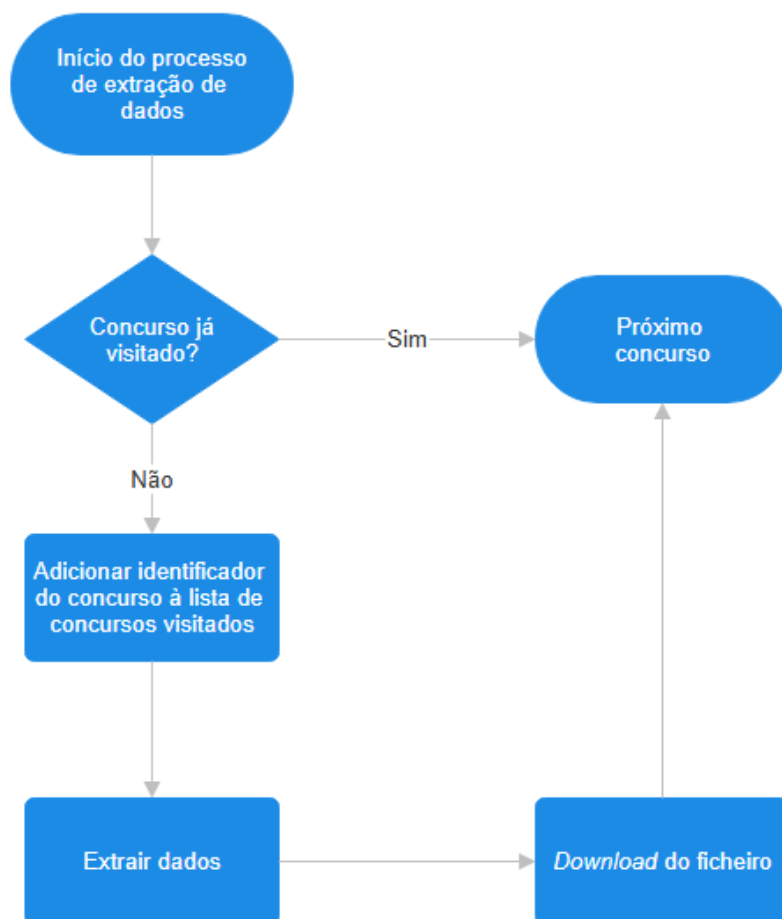 Início do processo
de extração de
dados
Concurso já
visitado?
Sim
Próximo
concurso
Não
Adicionar identificador
do concurso à lista de
concursos visitados
Extrair dados
Download do ficheiro